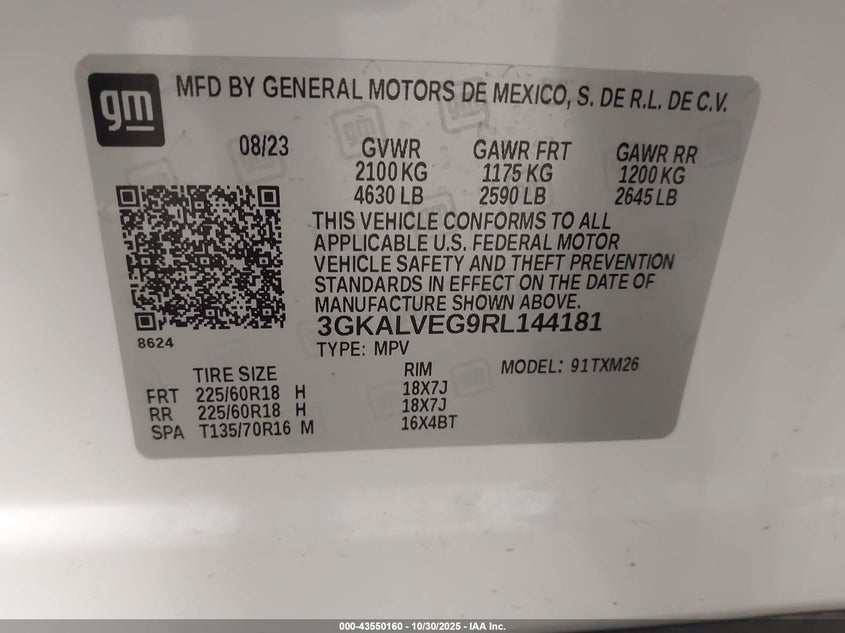 gm
MFD BY GENERAL MOTORS DE MEXICO, S. DE R.L. DE C.V.
08/23 GVWR GAWR FRT GAWR RR
2100 KG 1175 KG 1200 KG
4630 LB 2590 LB 2645 LB
THIS VEHICLE CONFORMS TO ALL
APPLICABLE U.S. FEDERAL MOTOR
VEHICLE SAFETY AND THEFT PREVENTION
STANDARDS IN EFFECT ON THE DATE OF
MANUFACTURE SHOWN ABOVE.
3GKALVEG9RL144181
8624
TYPE: MPV
TIRE SIZE RIM MODEL: 91TXM26
FRT 225/60R18 H 18X7J
RR 225/60R18 H 18X7J
SPA T135/70R16 M 16X4BT
000-43550160 - 10/30/2025 - IAA Inc.